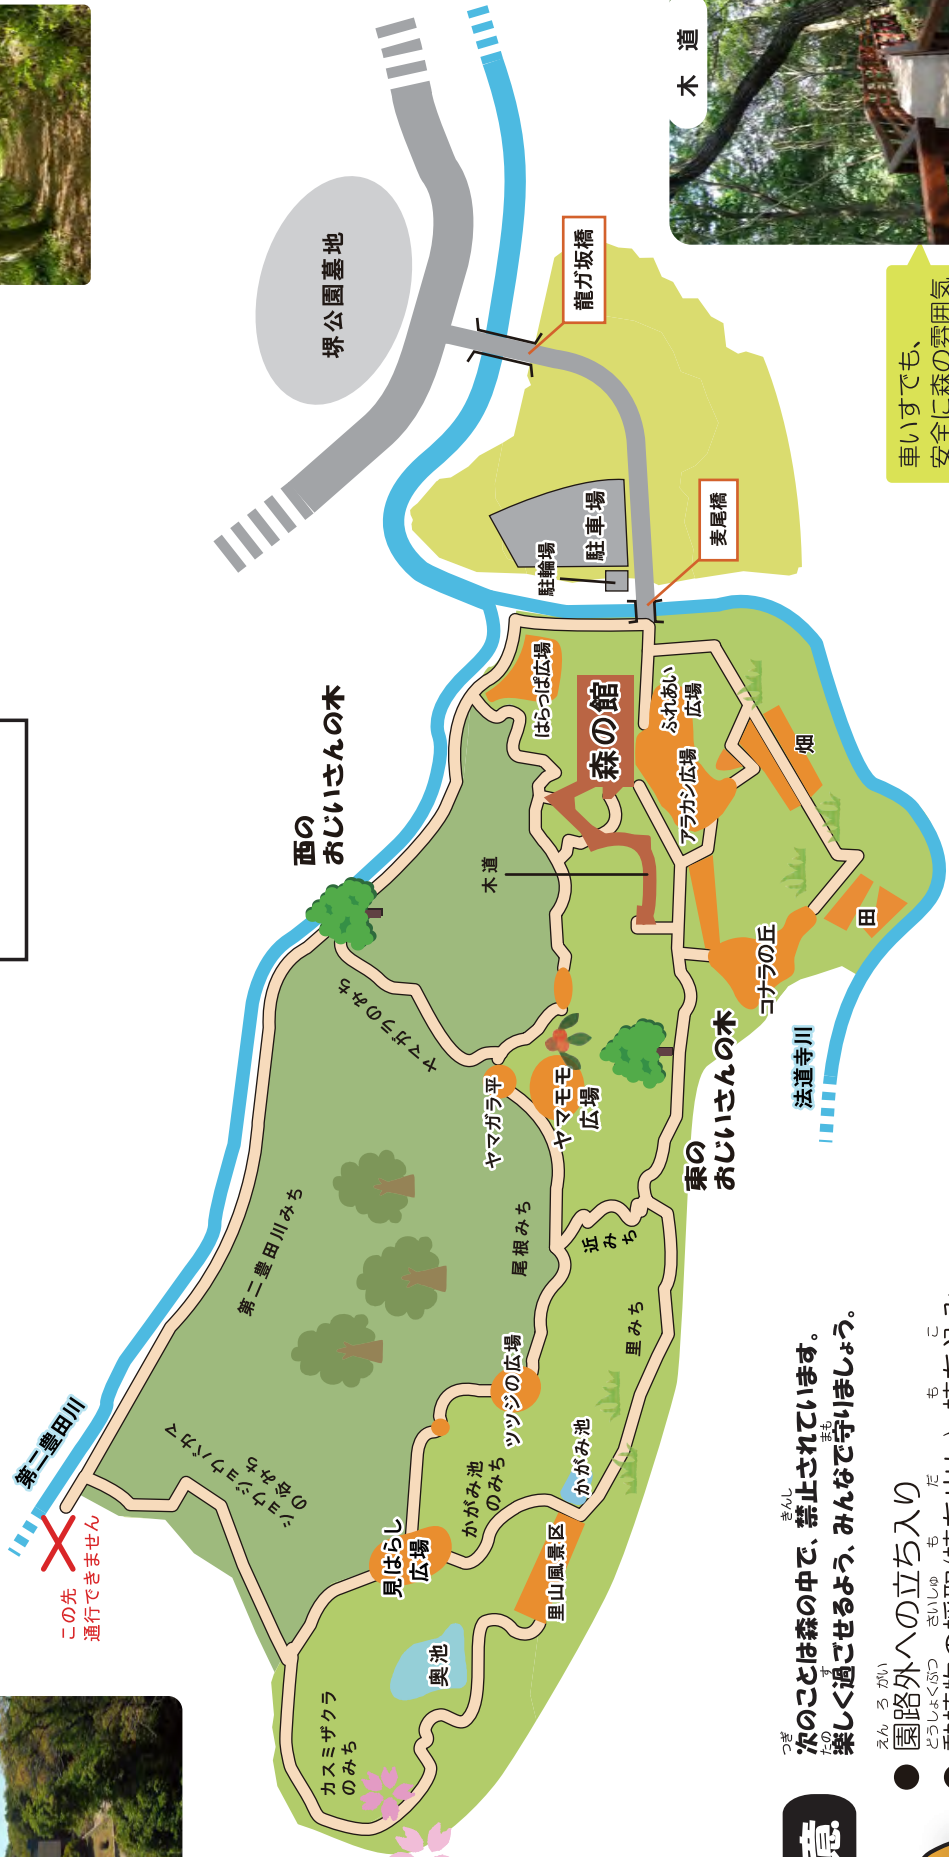 堺公園墓地
龍ガ坂橋
木道
車いすでも、
安全に森の雰囲気
駐輪場
駐車場
麦尾橋
西の
おじいさんの木
はらっぱ広場
森の館
ふれあい
広場
アラカシ広場
畑
木道
田
コナラの丘
法道寺川
ヤマガラのみち
ヤマガラ平
ヤマモモ
広場
東の
おじいさんの木
第二豊田川みち
尾根みち
近
みち
里みち
ツツジの広場
かがみ池
かがみ池
のみち
第二豊田川
ジョウジョウバカマ
の谷みち
この先
通行できません
見はらし
広場
里山風景区
奥池
カスミザクラ
のみち
次のことは森の中で、禁止されています。
楽しく過ごせるよう、みんなで守りましょう。
園路外への立ち入り